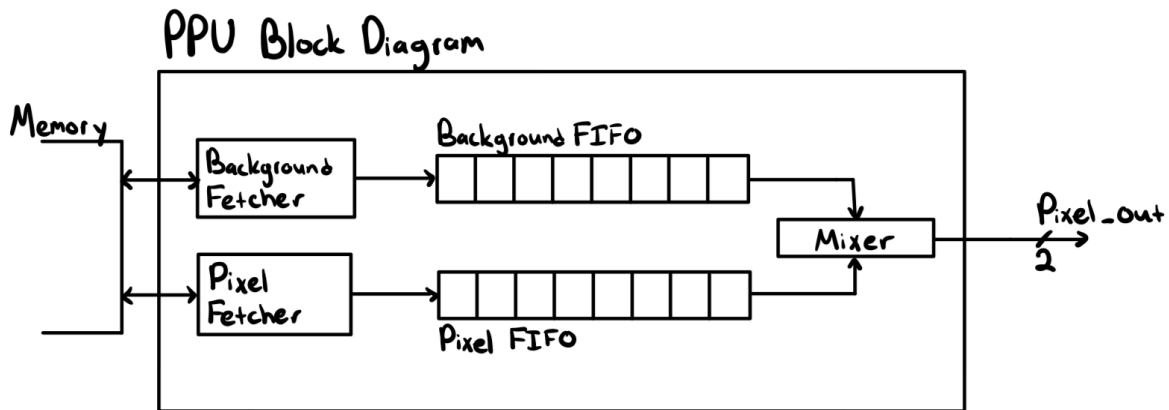 PPU Block Diagram
Memory
Background
Fetcher
Background FIFO
Pixel_out
Mixer
2
Pixel
Fetcher
Pixel FIFO